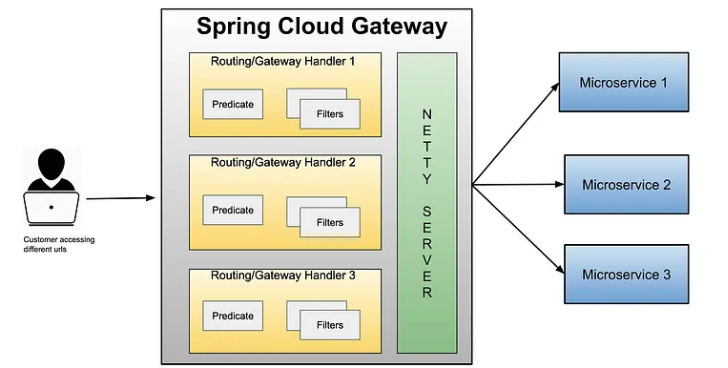 Spring Cloud Gateway
Routing/Gateway Handler 1
Predicate
Filters
Routing/Gateway Handler 2
Predicate
Filters
Routing/Gateway Handler 3
Predicate
Filters
NETTY SERVER
Customer accessing
different urls
Microservice 1
Microservice 2
Microservice 3